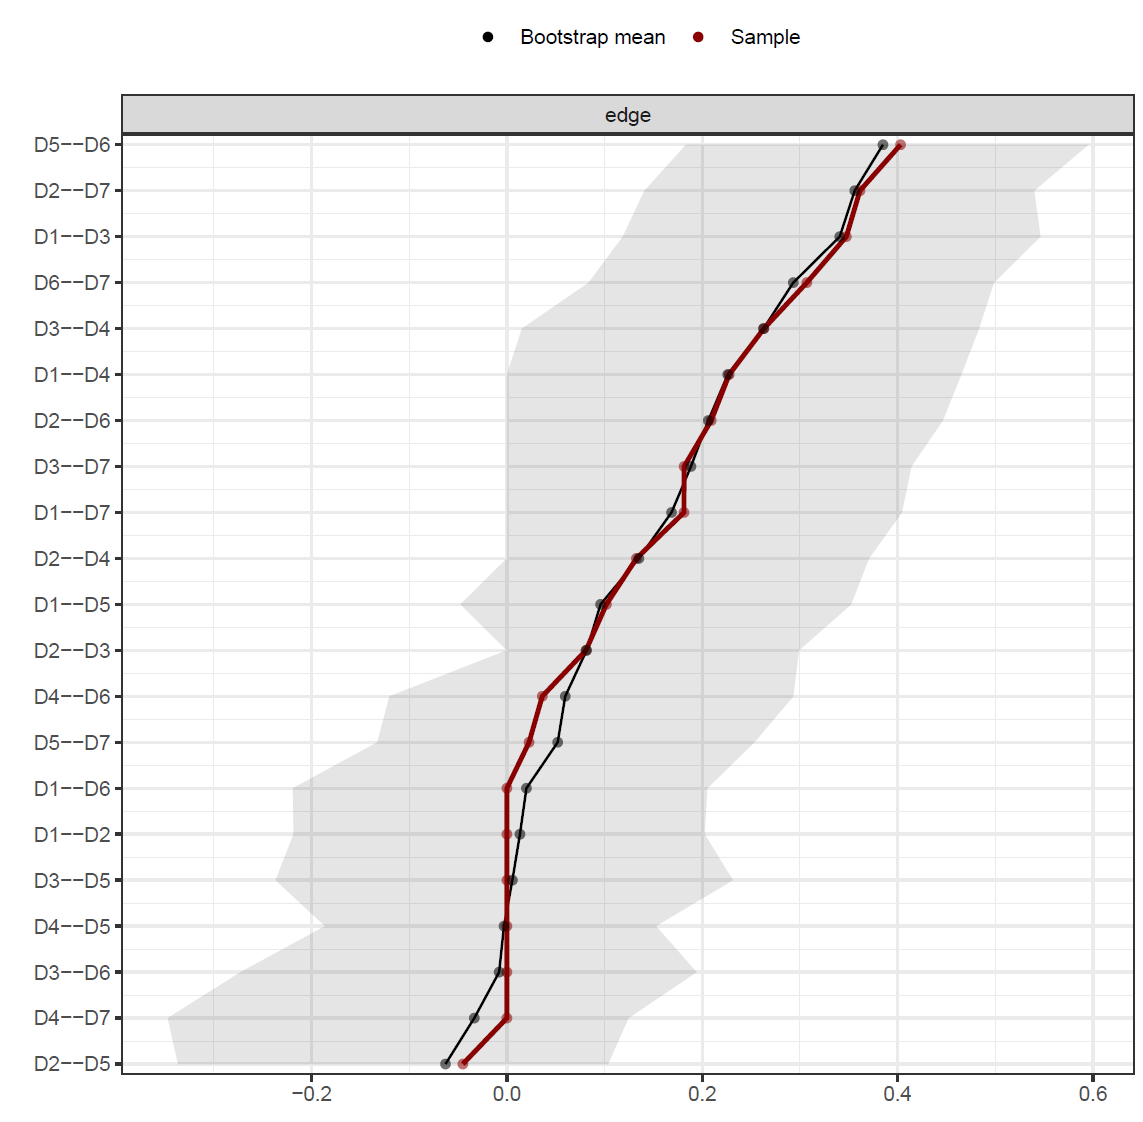 Bootstrap mean Sample
edge
D5−−D6
D2−−D7
D1−−D3
D6−−D7
D3−−D4
D1−−D4
D2−−D6
D3−−D7
D1−−D7
D2−−D4
D1−−D5
D2−−D3
D4−−D6
D5−−D7
D1−−D6
D1−−D2
D3−−D5
D4−−D5
D3−−D6
D4−−D7
D2−−D5
−0.2 0.0 0.2 0.4 0.6